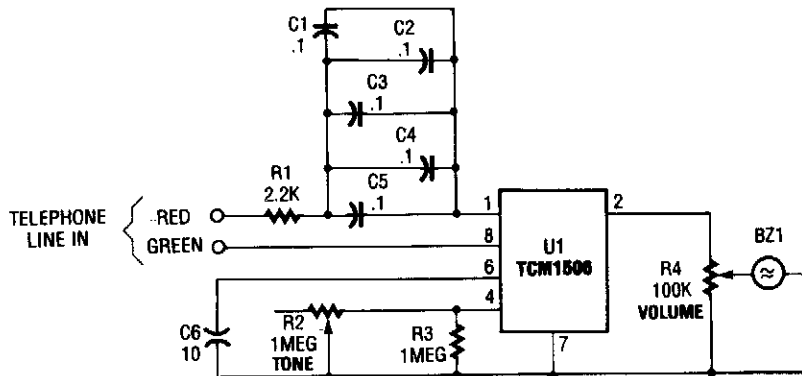 C1
.1
C2
.1
C3
.1
C4
.1
C5
.1
R1
2.2K
TELEPHONE
LINE IN
RED
GREEN
1
8
6
4
2
7
U1
TCM1506
R4
100K
VOLUME
BZ1
C6
10
R2
1MEG
TONE
R3
1MEG